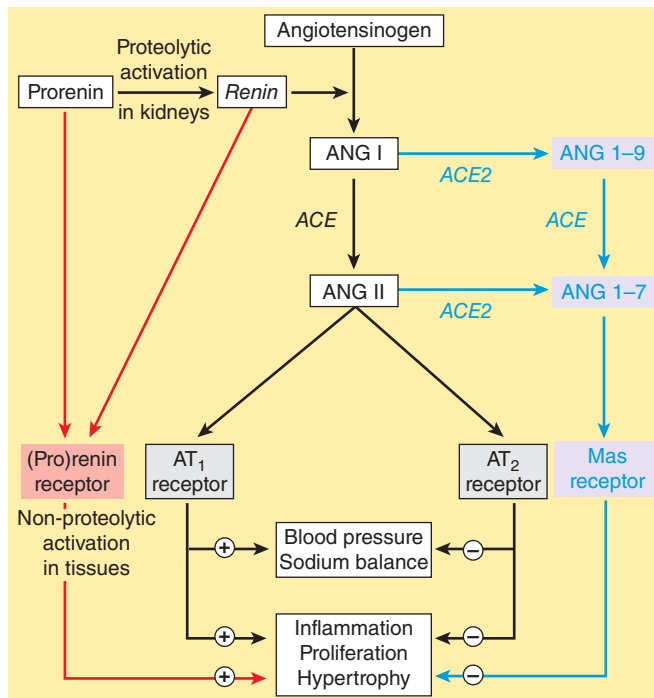 Angiotensinogen
Proteolytic
activation
in kidneys
Prorenin
Renin
ANG I
ACE2
ANG 1–9
ACE
ACE
ANG II
ACE2
ANG 1–7
(Pro)renin
receptor
AT1
receptor
AT2
receptor
Mas
receptor
Non-proteolytic
activation
in tissues
+
Blood pressure
Sodium balance
–
+
Inflammation
Proliferation
Hypertrophy
–
+
–